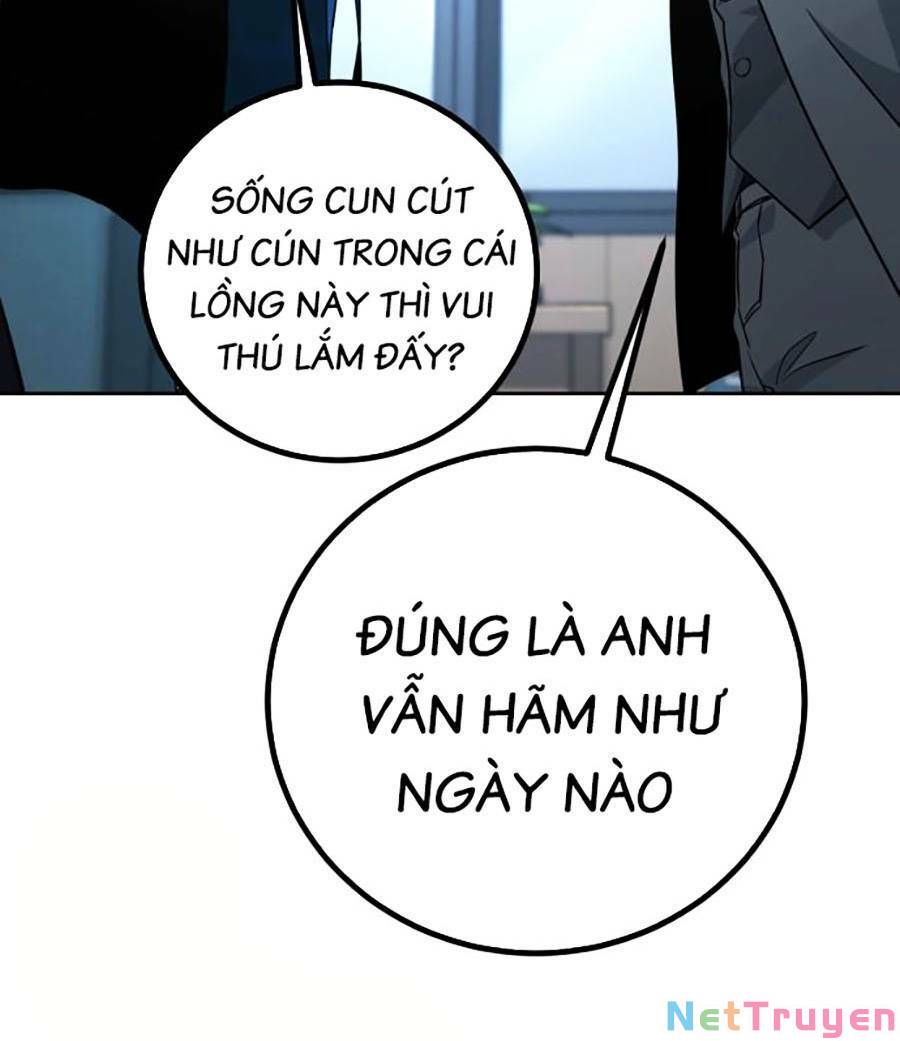 SỐNG CUN CÚT
NHƯ CÚN TRONG CÁI
LỒNG NÀY THÌ VUI
THÚ LẮM ĐẤY?
ĐÚNG LÀ ANH
VẪN HÃM NHƯ
NGÀY NÀO
NetTruyen